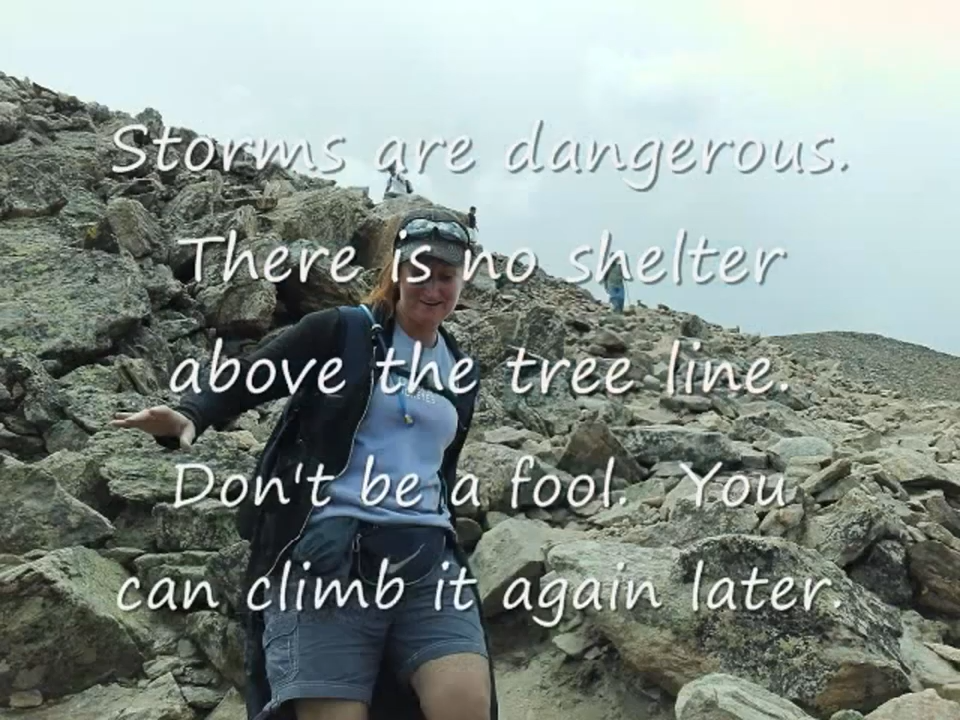 Storms are dangerous.
There is no shelter
above the tree line.
Don't be a fool. You
can climb it again later.